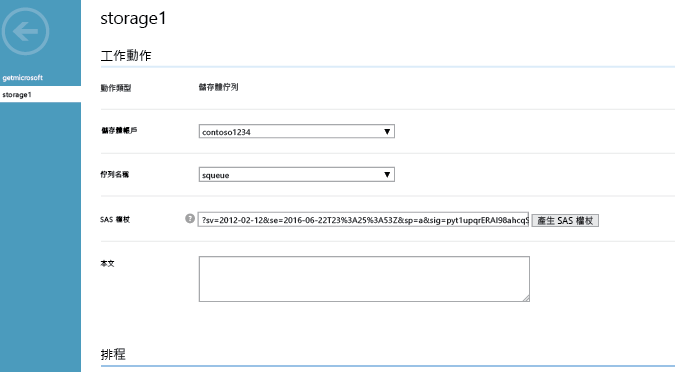 storage1
工作動作
getmicrosoft
storage1
動作類型
儲存體佇列
儲存體帳戶
contoso1234
佇列名稱
squeue
SAS 權杖
?
?sv=2012-02-12&se=2016-06-22T23%3A25%3A53Z&sp=a&sig=pyt1upqrERAI98ahcqS
產生 SAS 權杖
本文
排程